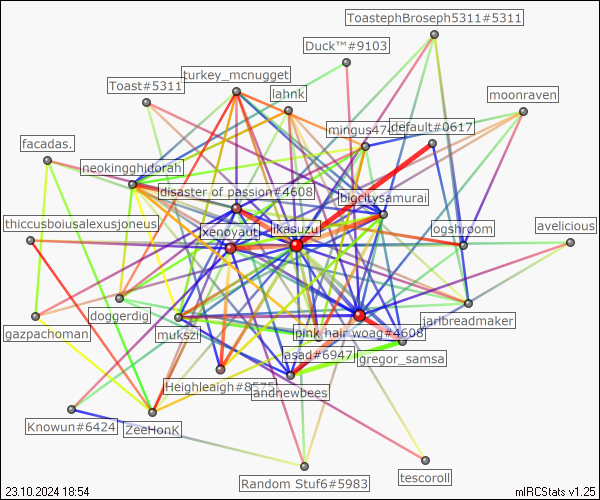 ToastephBroseph5311#5311
Duck™#9103
turkey_mcnugget
Toast#5311
lahnk
moonraven
default#0617
facadas.
neokingghidorah
disaster of passion#4608
bigcitysamurai
thiccusboiusalexusjoneus
xenoyaut
ikasuzu
ogshroom
avelicious
doggerdig
jarlbreadmaker
gazpachoman
mukszi
pink hair woag#4608
asad#6947
gregor_samsa
Heighleaigh#8575
andnewbees
Knowun#6424
ZeeHonK
Random Stuf6#5983
tescoroll
23.10.2024 18:54
mIRCStats v1.25